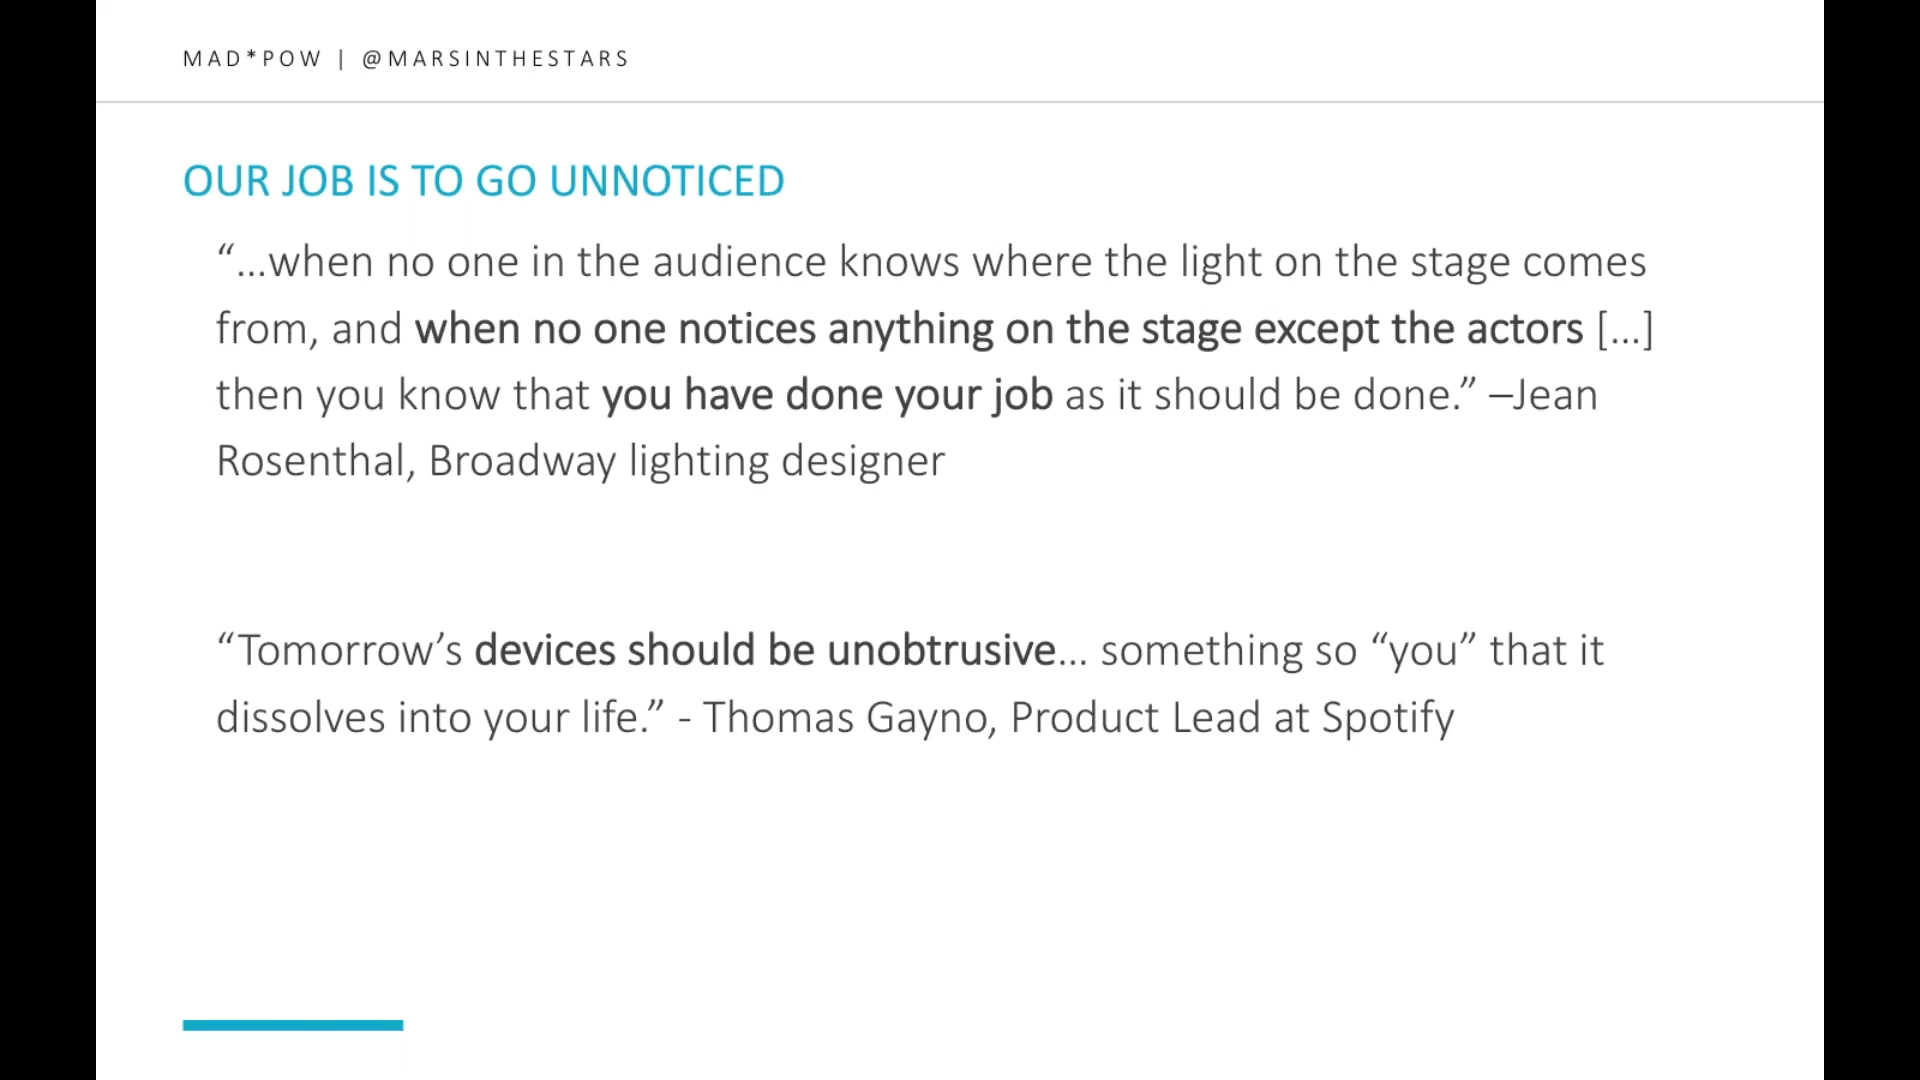 MAD*POW | @MARSINTHESTARS
OUR JOB IS TO GO UNNOTICED
“…when no one in the audience knows where the light on the stage comes
from, and when no one notices anything on the stage except the actors […]
then you know that you have done your job as it should be done.” –Jean
Rosenthal, Broadway lighting designer
“Tomorrow’s devices should be unobtrusive… something so “you” that it
dissolves into your life.” - Thomas Gayno, Product Lead at Spotify